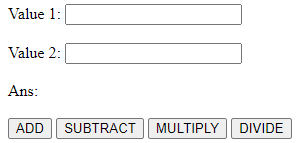 Value 1:
Value 2:
Ans:
ADD SUBTRACT MULTIPLY DIVIDE